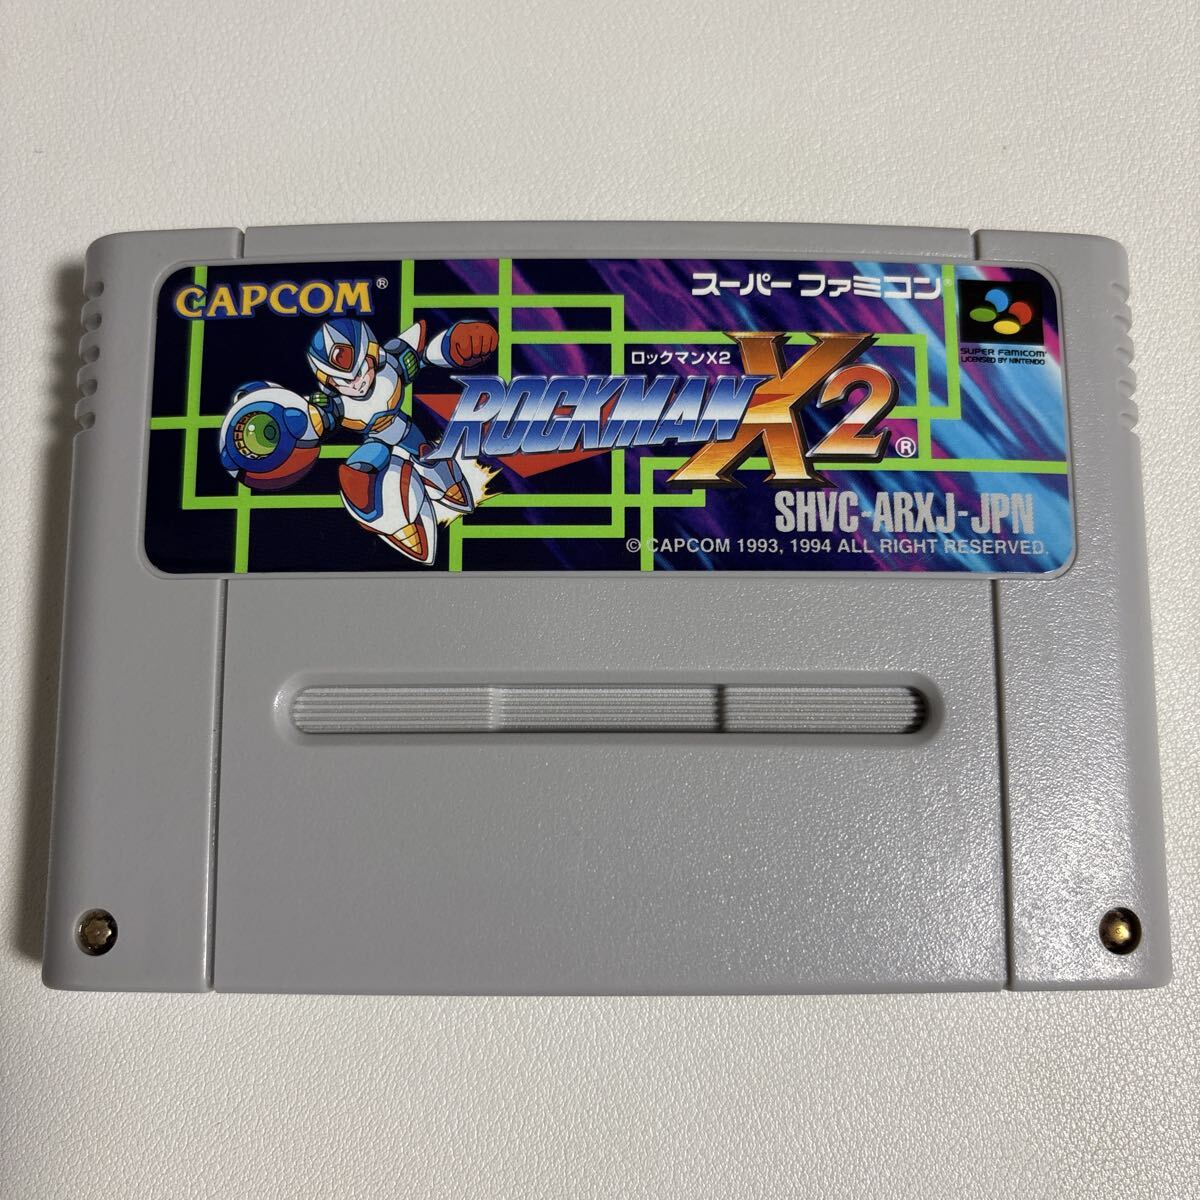 CAPCOM®
スーパーファミコン®
SUPER FAMICOM
LICENSED BY NINTENDO
ロックマンX2
ROCKMAN X2®
SHVC-ARXJ-JPN
© CAPCOM 1993, 1994 ALL RIGHT RESERVED.